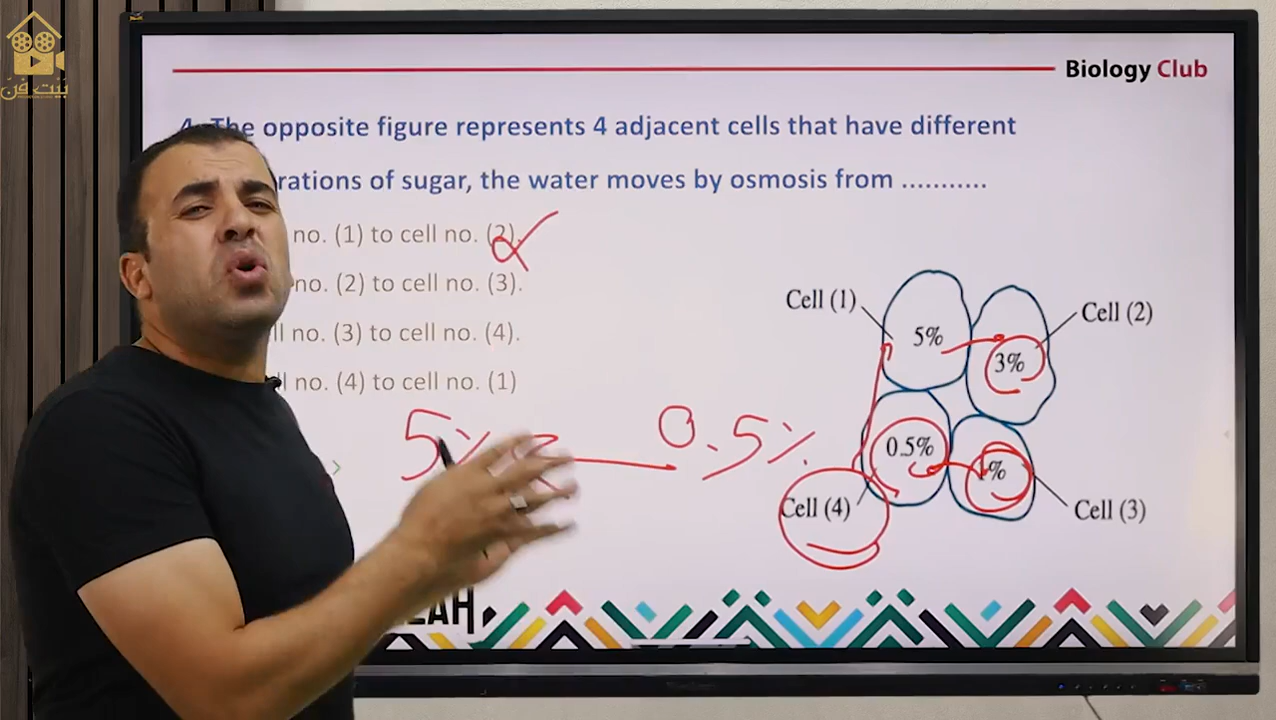 بيت فن
Biology Club
4- The opposite figure represents 4 adjacent cells that have different
rations of sugar, the water moves by osmosis from ...........
no. (1) to cell no. (2).
no. (2) to cell no. (3).
ll no. (3) to cell no. (4).
l no. (4) to cell no. (1)
Cell (1)
5%
Cell (2)
3%
0.5%
1%
Cell (4)
Cell (3)
5%
0.5%